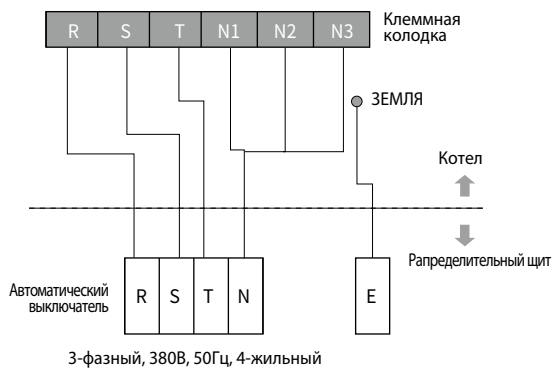 R S T N1 N2 N3
Клеммная
колодка
ЗЕМЛЯ
Котел
Рапределительный щит
Автоматический
выключатель
R S T N
E
3-фазный, 380В, 50Гц, 4-жильный